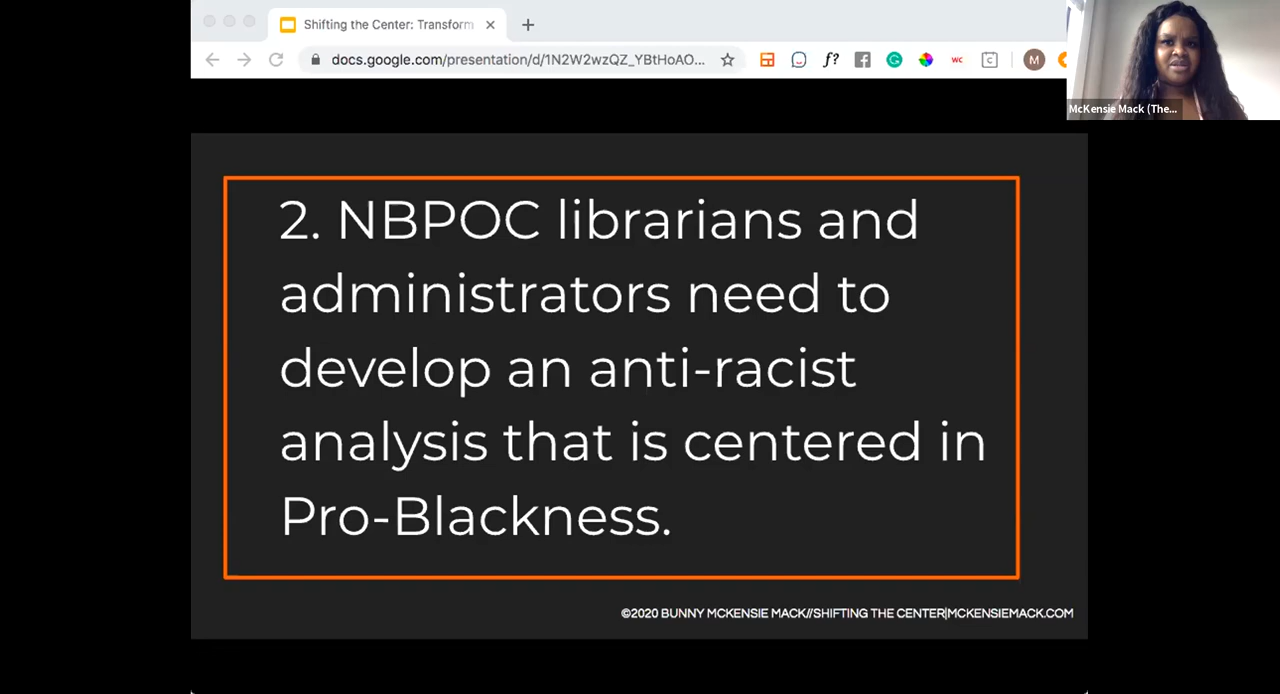 Shifting the Center: Transform
docs.google.com/presentation/d/1N2W2wzQZ_YBtHoAO...
f?
WC
C
M
McKensie Mack (The...
2. NBPOC librarians and
administrators need to
develop an anti-racist
analysis that is centered in
Pro-Blackness.
©2020 BUNNY MCKENSIE MACK//SHIFTING THE CENTER|MCKENSIEMACK.COM